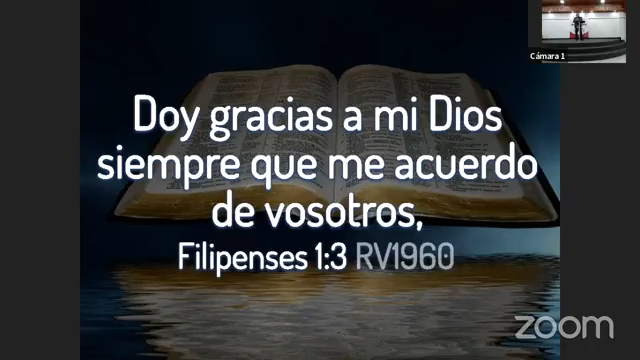 Cámara 1
Doy gracias a mi Dios
siempre que me acuerdo
de vosotros,
Filipenses 1:3 RV1960
zoom